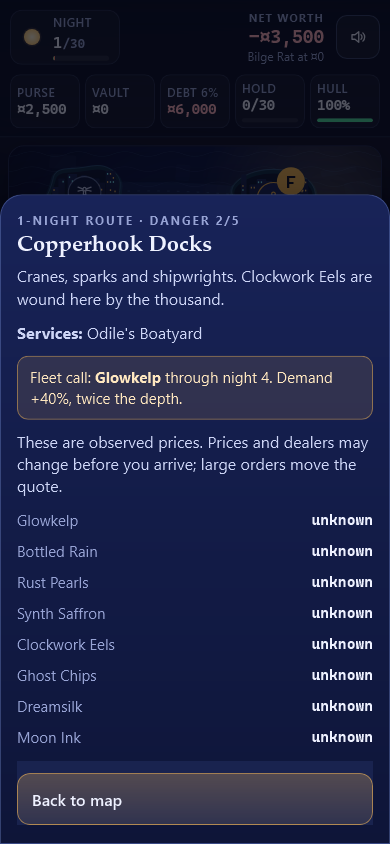 NIGHT
1/30
NET WORTH
−¤3,500
Bilge Rat at ¤0
PURSE
¤2,500
VAULT
¤0
DEBT 6%
¤6,000
HOLD
0/30
HULL
100%
F
1-NIGHT ROUTE · DANGER 2/5
Copperhook Docks
Cranes, sparks and shipwrights. Clockwork Eels are
wound here by the thousand.
Services: Odile's Boatyard
Fleet call: Glowkelp through night 4. Demand
+40%, twice the depth.
These are observed prices. Prices and dealers may
change before you arrive; large orders move the
quote.
Glowkelp unknown
Bottled Rain unknown
Rust Pearls unknown
Synth Saffron unknown
Clockwork Eels unknown
Ghost Chips unknown
Dreamsilk unknown
Moon Ink unknown
Back to map